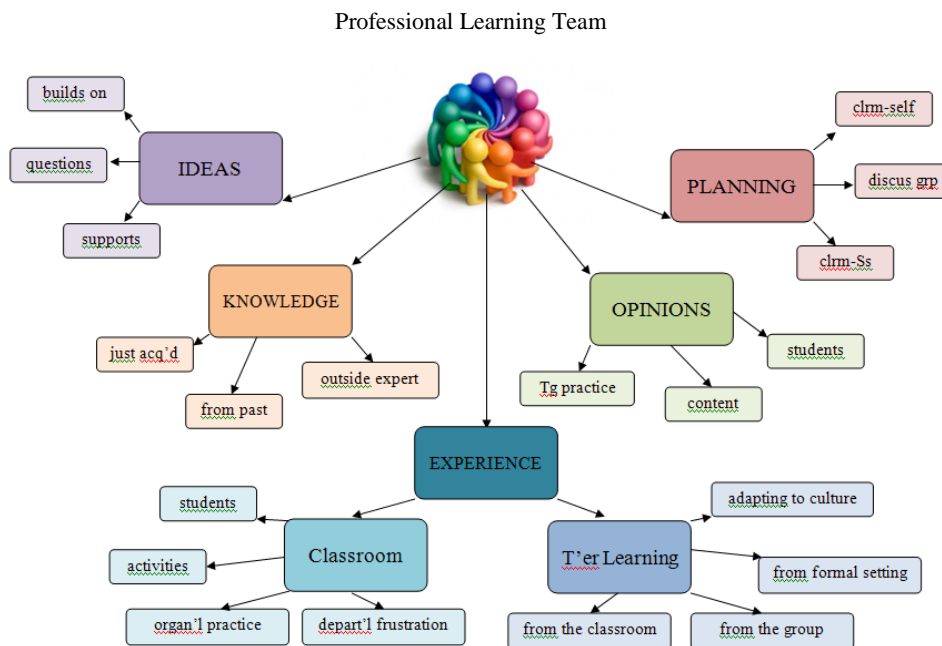 Professional Learning Team
builds on
IDEAS
questions
supports
clrm-self
PLANNING
discus grp
clrm-Ss
KNOWLEDGE
just acq’d
from past
outside expert
OPINIONS
students
Tg practice
content
EXPERIENCE
students
Classroom
activities
organ’l practice
depart’l frustration
adapting to culture
T’er Learning
from formal setting
from the classroom
from the group